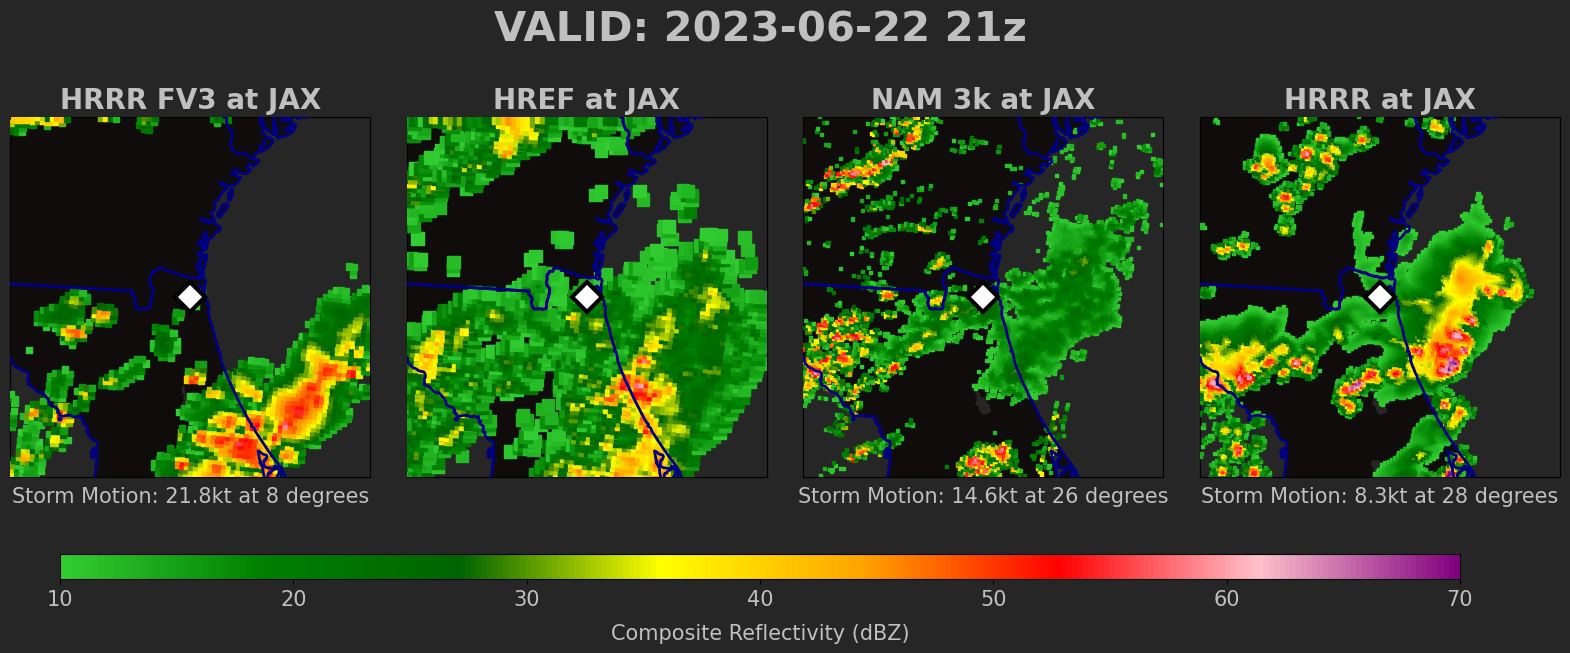 VALID: 2023-06-22 21z
HRRR FV3 at JAX
HREF at JAX
NAM 3k at JAX
HRRR at JAX
Storm Motion: 21.8kt at 8 degrees
Storm Motion: 14.6kt at 26 degrees
Storm Motion: 8.3kt at 28 degrees
10 20 30 40 50 60 70
Composite Reflectivity (dBZ)